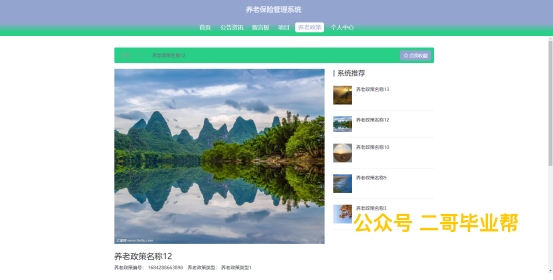 养老保险管理系统
首页 公告资讯 留言板 项目 养老政策 个人中心
养老政策名称12
点我收藏
系统推荐
养老政策名称13
养老政策名称12
养老政策名称10
养老政策名称9
养老政策名称3
公众号 二哥毕业帮
养老政策名称12
养老政策编号: 1684288663898 养老政策类型: 养老政策类型1